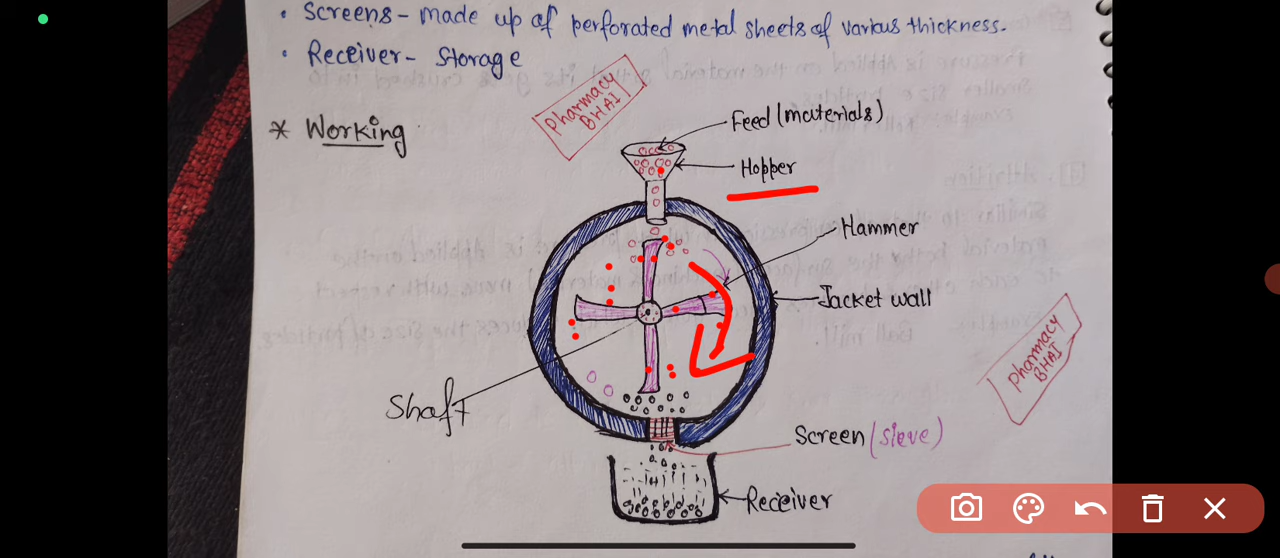 • Screens - made up of perforated metal sheets of various thickness.
• Receiver - Storage
Pharmacy
BHAI
* Working
Feed (materials)
Hopper
Hammer
Jacket wall
Shaft
Pharmacy
BHAI
Screen (sieve)
Receiver